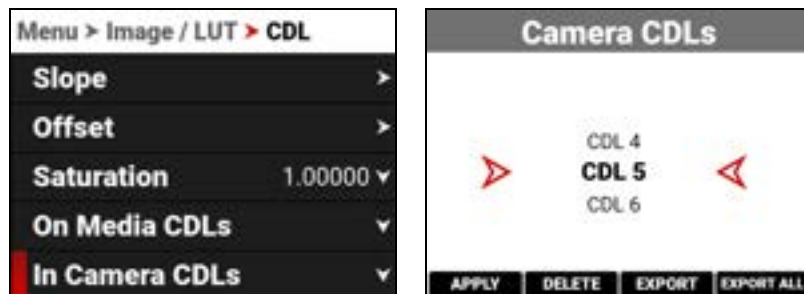 Menu > Image / LUT > CDL
Slope >
Offset >
Saturation 1.00000
On Media CDLs
In Camera CDLs
Camera CDLs
CDL 4
CDL 5
CDL 6
APPLY DELETE EXPORT EXPORT ALL